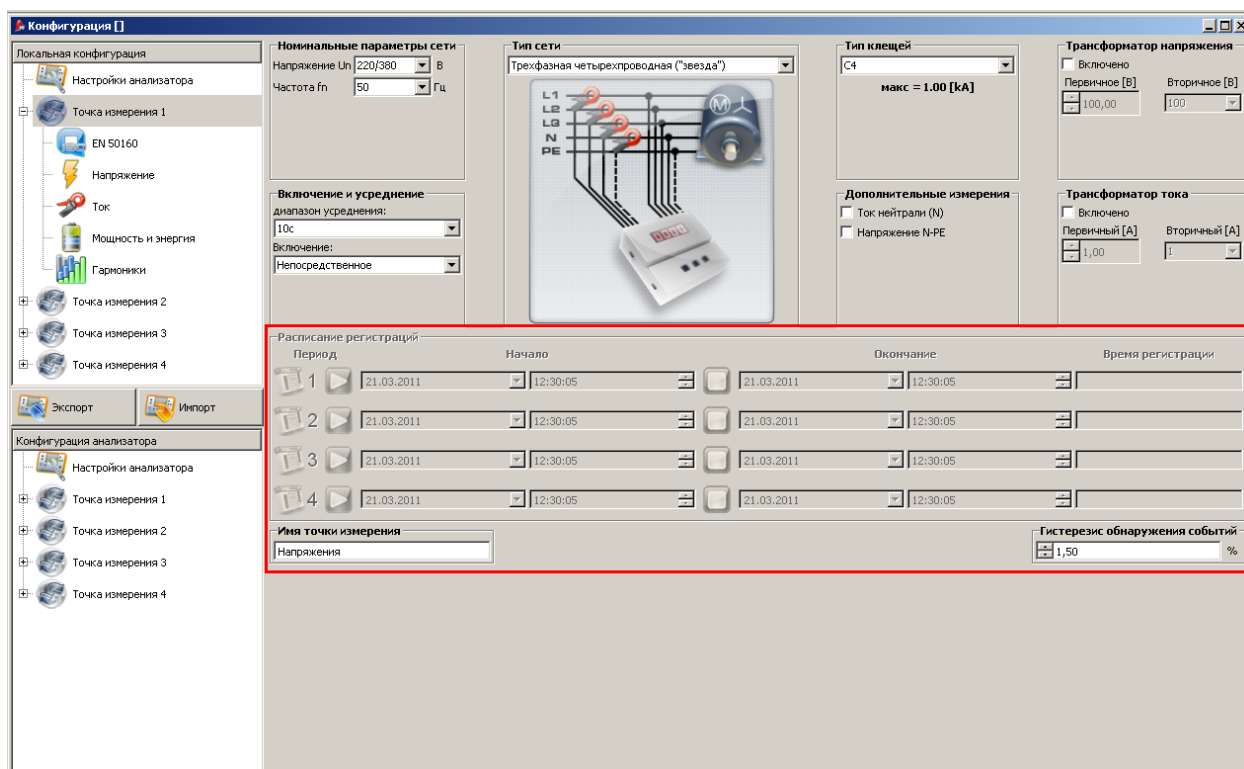 Конфигурация []
Локальная конфигурация
Настройки анализатора
Точка измерения 1
EN 50160
Напряжение
Ток
Мощность и энергия
Гармоники
Точка измерения 2
Точка измерения 3
Точка измерения 4
Экспорт
Импорт
Конфигурация анализатора
Настройки анализатора
Точка измерения 1
Точка измерения 2
Точка измерения 3
Точка измерения 4
Номинальные параметры сети
Напряжение Un 220/380 В
Частота fn 50 Гц
Тип сети
Трехфазная четырехпроводная ("звезда")
L1
L2
L3
N
PE
M
Тип клещей
C4
макс = 1.00 [kA]
Трансформатор напряжения
Включено
Первичное [В] Вторичное [В]
100,00 100
Включение и усреднение
диапазон усреднения:
10с
Включение:
Непосредственное
Дополнительные измерения
Ток нейтрали (N)
Напряжение N-PE
Трансформатор тока
Включено
Первичный [А] Вторичный [А]
1,00 1
Расписание регистраций
Период Начало Окончание Время регистрации
1 21.03.2011 12:30:05 21.03.2011 12:30:05
2 21.03.2011 12:30:05 21.03.2011 12:30:05
3 21.03.2011 12:30:05 21.03.2011 12:30:05
4 21.03.2011 12:30:05 21.03.2011 12:30:05
Имя точки измерения
Напряжения
Гистерезис обнаружения событий
1,50 %